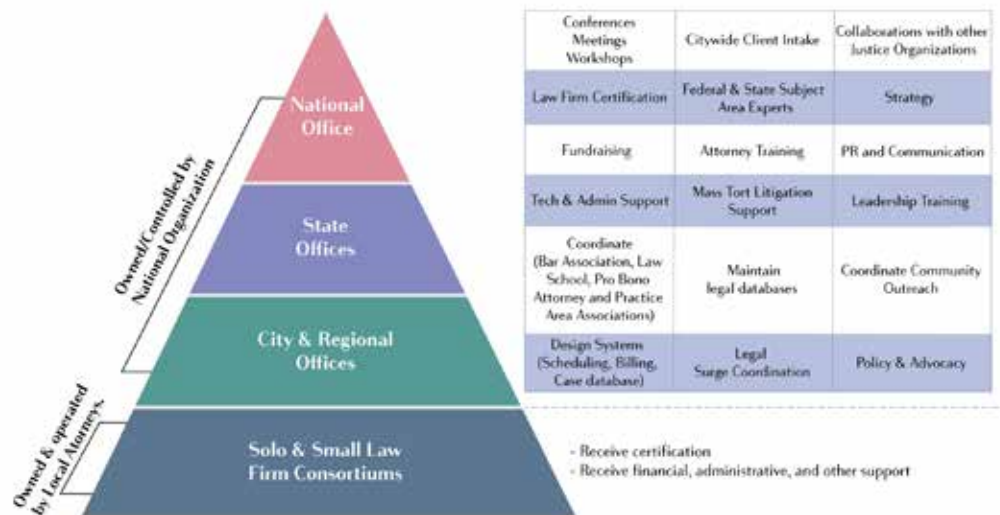 National
Office
State
Offices
City & Regional
Offices
Solo & Small Law
Firm Consortiums
Owned/Controlled by
National Organization
Owned & operated
by Local Attorneys.
Conferences
Meetings
Workshops
Citywide Client Intake
Collaborations with other
Justice Organizations
Law Firm Certification
Federal & State Subject
Area Experts
Strategy
Fundraising
Attorney Training
PR and Communication
Tech & Admin Support
Mass Tort Litigation
Support
Leadership Training
Coordinate
(Bar Association, Law
School, Pro Bono
Attorney and Practice
Area Associations)
Maintain
legal databases
Coordinate Community
Outreach
Design Systems
(Scheduling, Billing,
Case database)
Legal
Surge Coordination
Policy & Advocacy
- Receive certification
- Receive financial, administrative, and other support